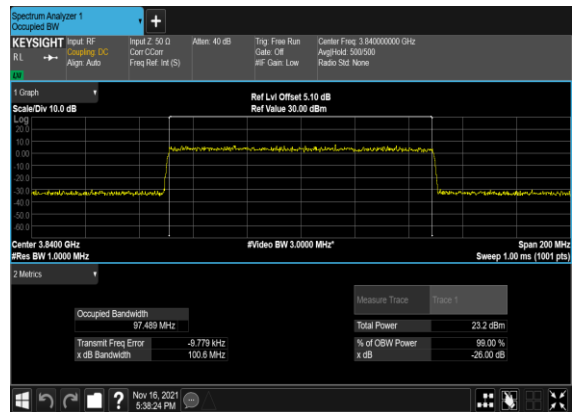 Spectrum Analyzer 1
Occupied BW
+
KEYSIGHT Input: RF Input Z: 50 Ω Atten: 40 dB Trig: Free Run Center Freq: 3.840000000 GHz
RL Coupling: DC Corr CCorr Gate: Off Avg|Hold: 500/500
Align: Auto Freq Ref: Int (S) #IF Gain: Low Radio Std: None
1 Graph
Ref Lvl Offset 5.10 dB
Scale/Div 10.0 dB Ref Value 30.00 dBm
Log
20.0
10.0
0.00
-10.0
-20.0
-30.0
-40.0
-50.0
-60.0
Center 3.8400 GHz #Video BW 3.0000 MHz* Span 200 MHz
#Res BW 1.0000 MHz Sweep 1.00 ms (1001 pts)
2 Metrics
Measure Trace Trace 1
Occupied Bandwidth
97.489 MHz Total Power 23.2 dBm
Transmit Freq Error -9.779 kHz % of OBW Power 99.00 %
x dB Bandwidth 100.6 MHz x dB -26.00 dB
? Nov 16, 2021
5:38:24 PM